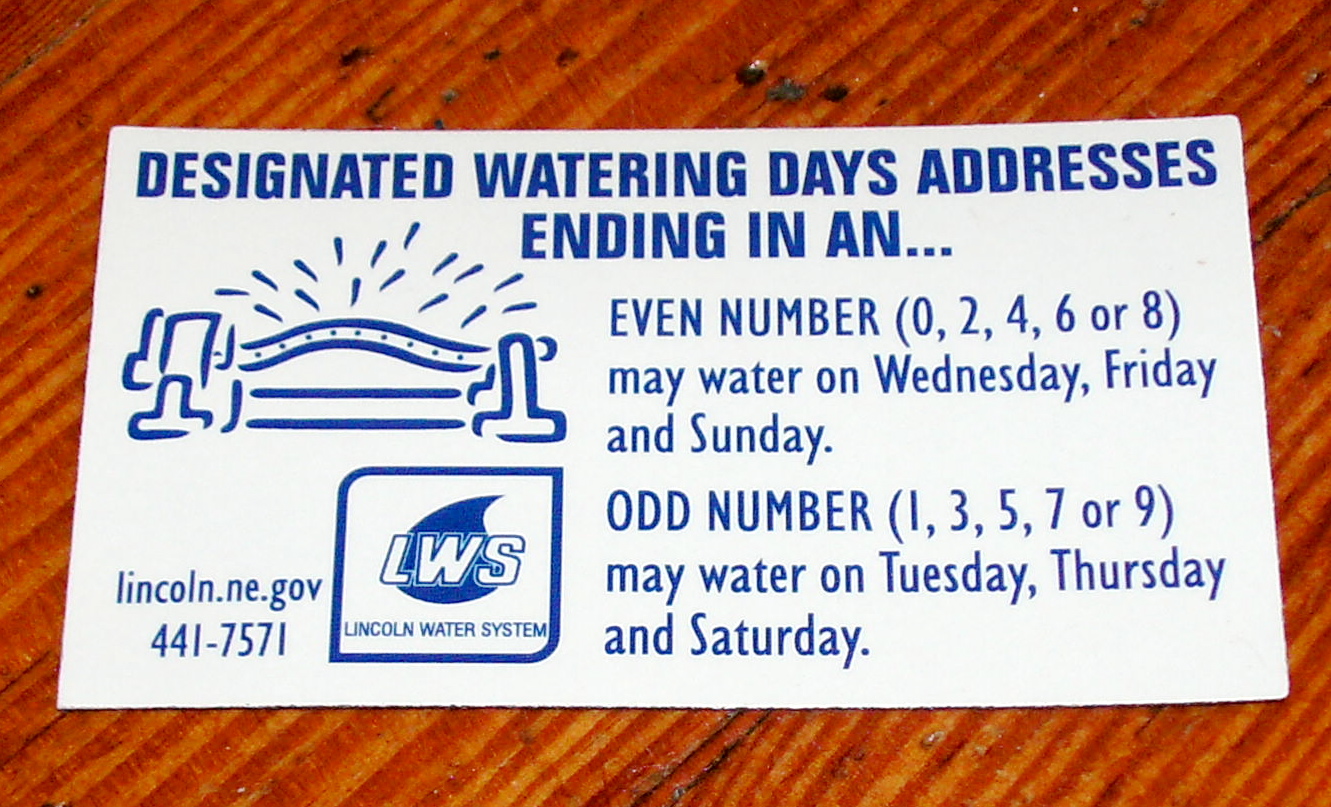 DESIGNATED WATERING DAYS ADDRESSES
ENDING IN AN...
EVEN NUMBER (0, 2, 4, 6 or 8)
may water on Wednesday, Friday
and Sunday.
ODD NUMBER (1, 3, 5, 7 or 9)
may water on Tuesday, Thursday
and Saturday.
lincoln.ne.gov
441-7571
LWS
LINCOLN WATER SYSTEM